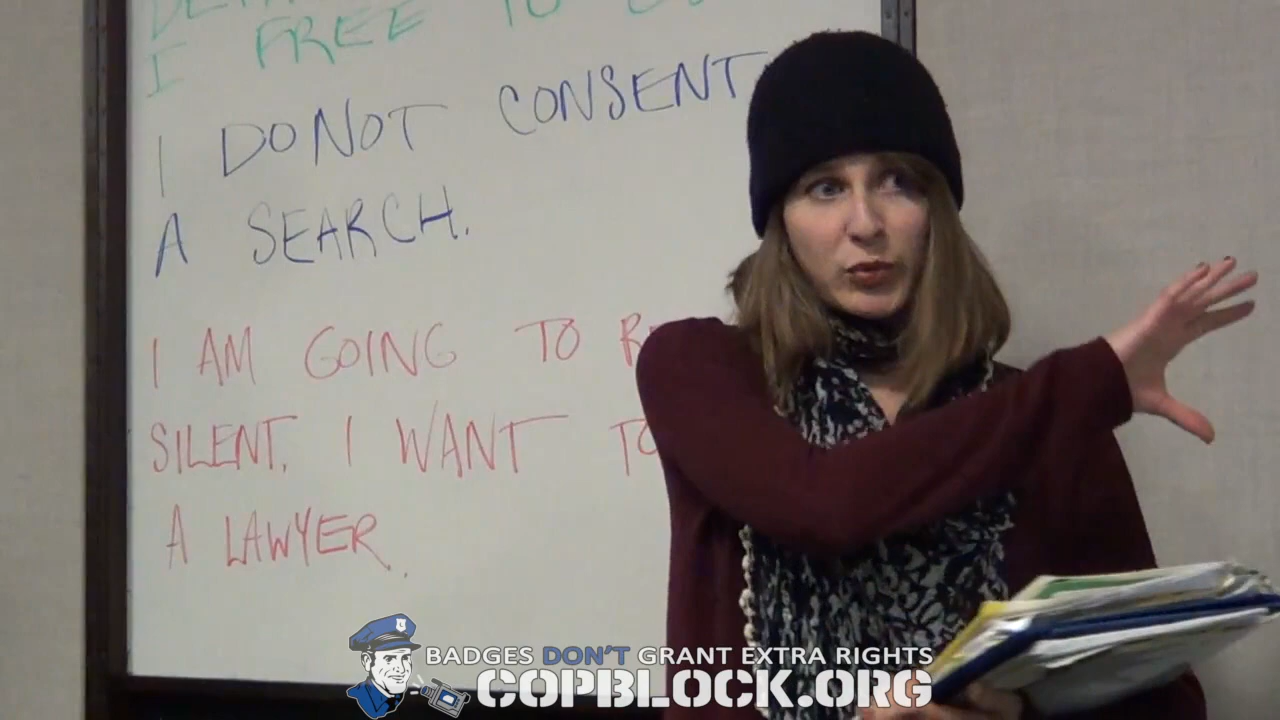 I FREE TO
I DO NOT CONSENT
A SEARCH.
I AM GOING TO R
SILENT. I WANT TO
A LAWYER.
BADGES DON'T GRANT EXTRA RIGHTS
COPBLOCK.ORG